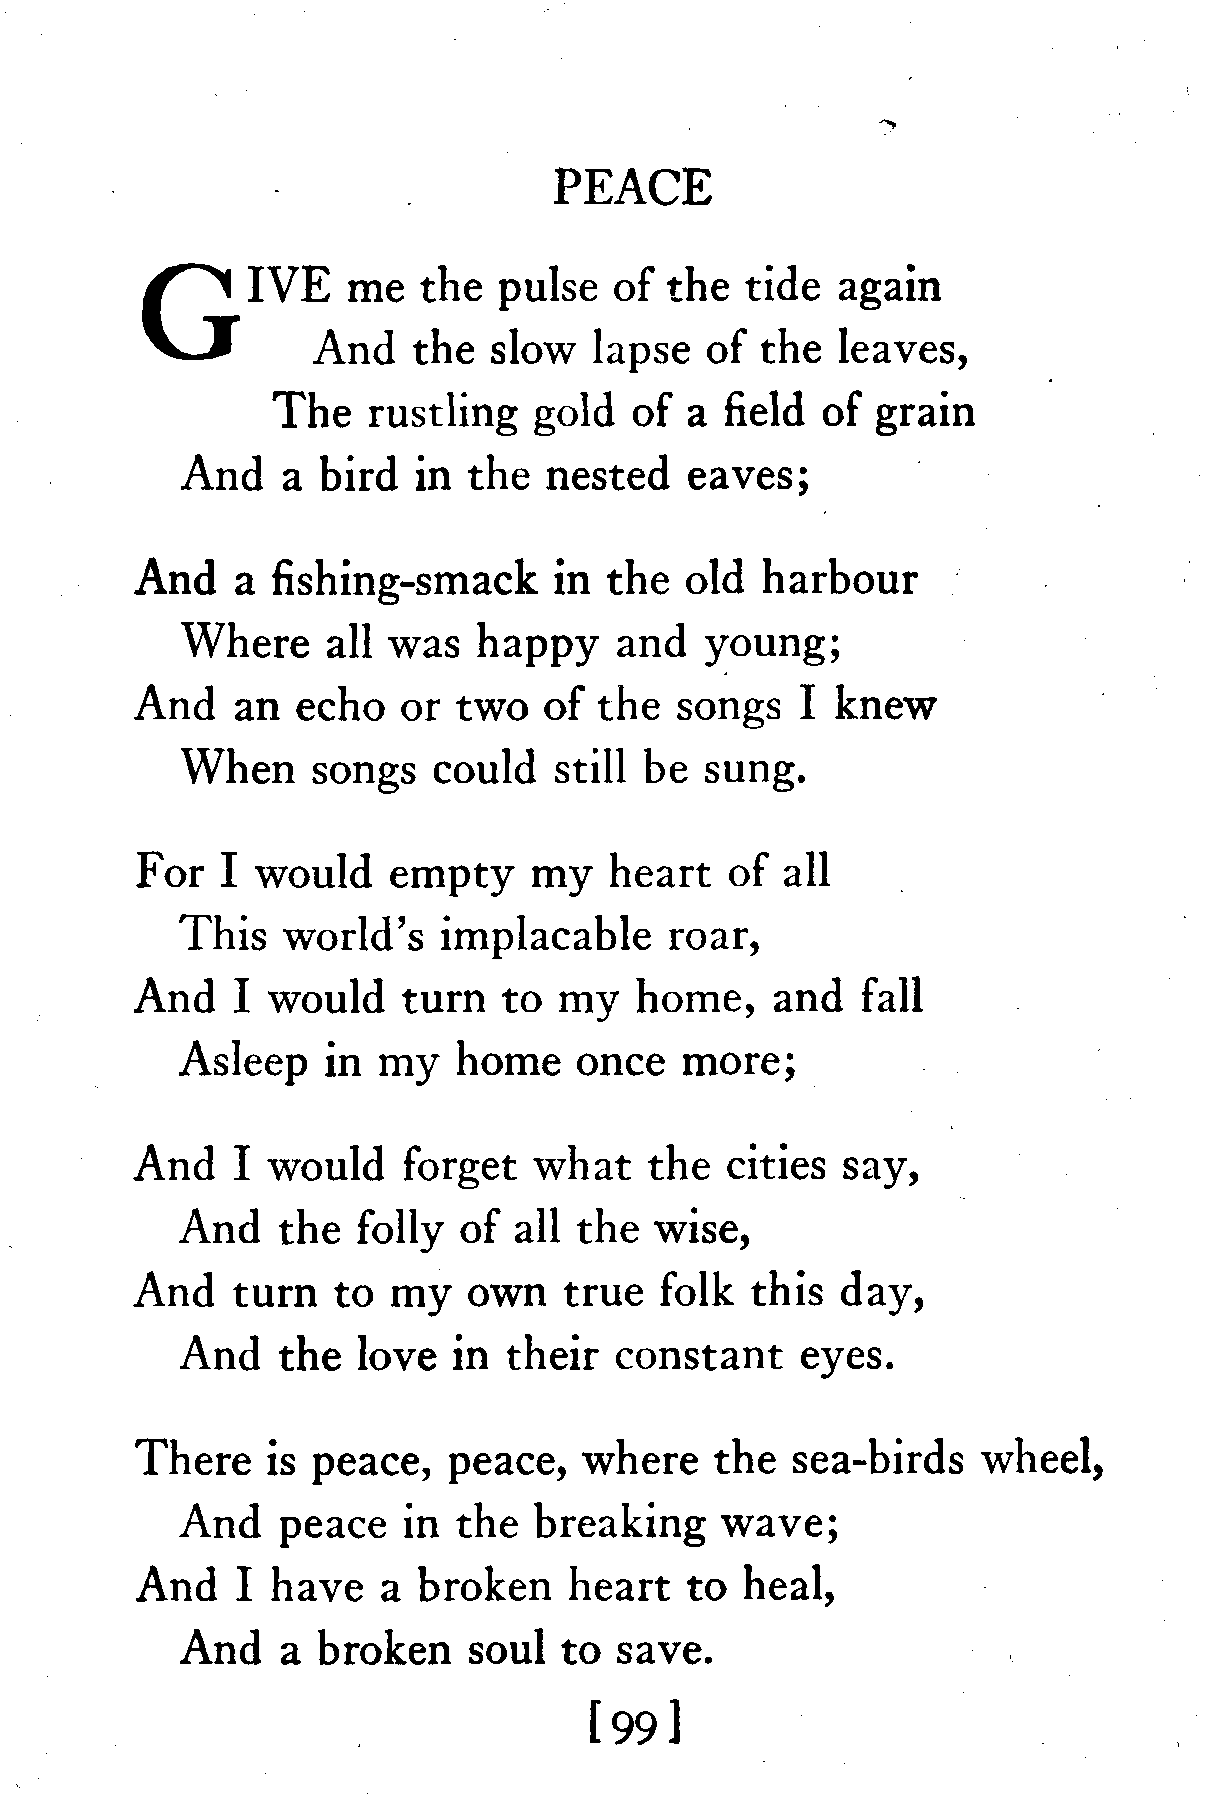 PEACE
GIVE me the pulse of the tide again
And the slow lapse of the leaves,
The rustling gold of a field of grain
And a bird in the nested eaves;
And a fishing-smack in the old harbour
Where all was happy and young;
And an echo or two of the songs I knew
When songs could still be sung.
For I would empty my heart of all
This world's implacable roar,
And I would turn to my home, and fall
Asleep in my home once more;
And I would forget what the cities say,
And the folly of all the wise,
And turn to my own true folk this day,
And the love in their constant eyes.
There is peace, peace, where the sea-birds wheel,
And peace in the breaking wave;
And I have a broken heart to heal,
And a broken soul to save.
[99]